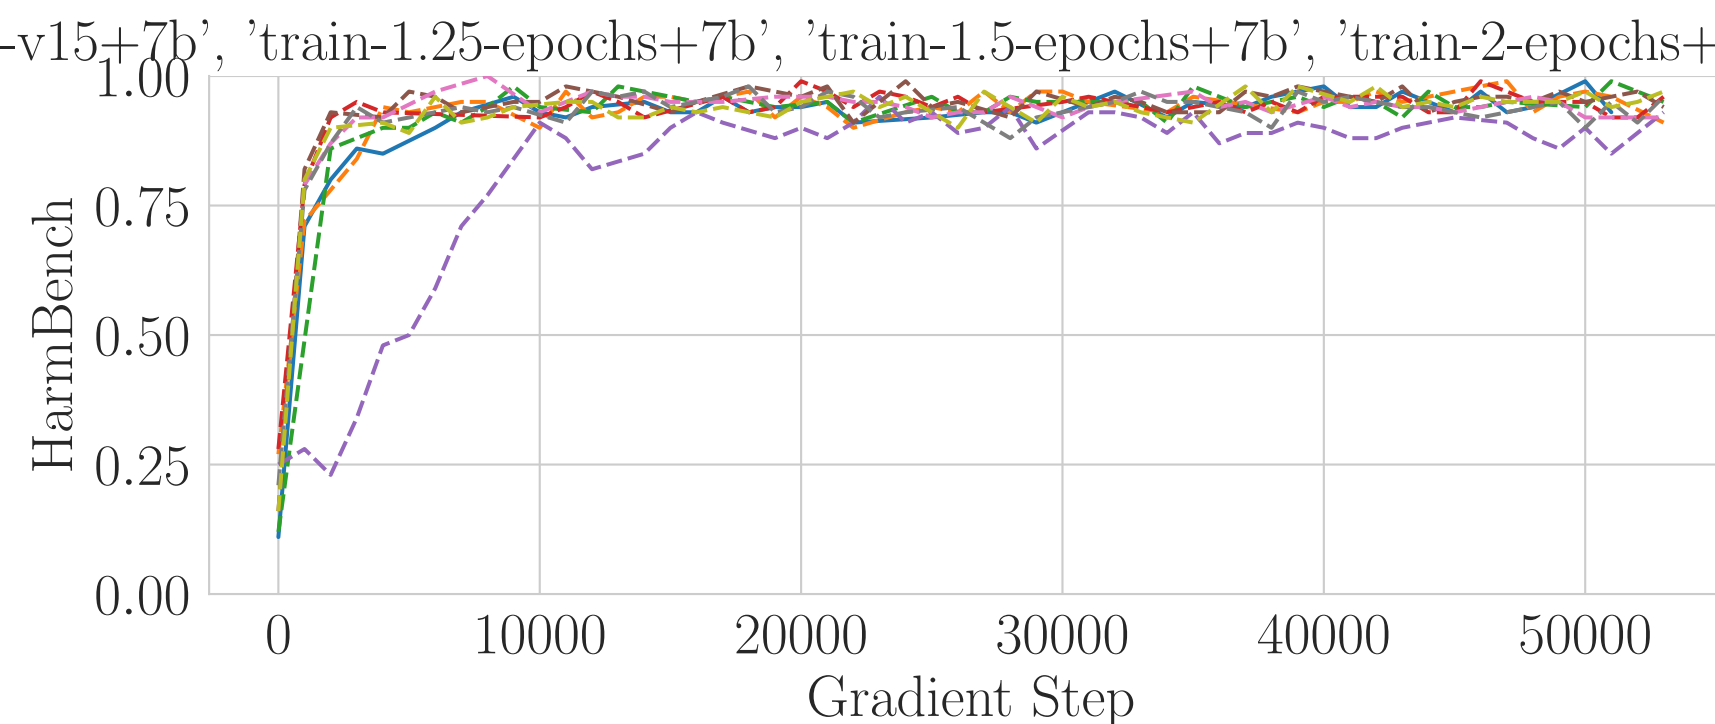 -v15+7b', 'train-1.25-epochs+7b', 'train-1.5-epochs+7b', 'train-2-epochs+
1.00
0.75
0.50
0.25
0.00
HarmBench
0 10000 20000 30000 40000 50000
Gradient Step